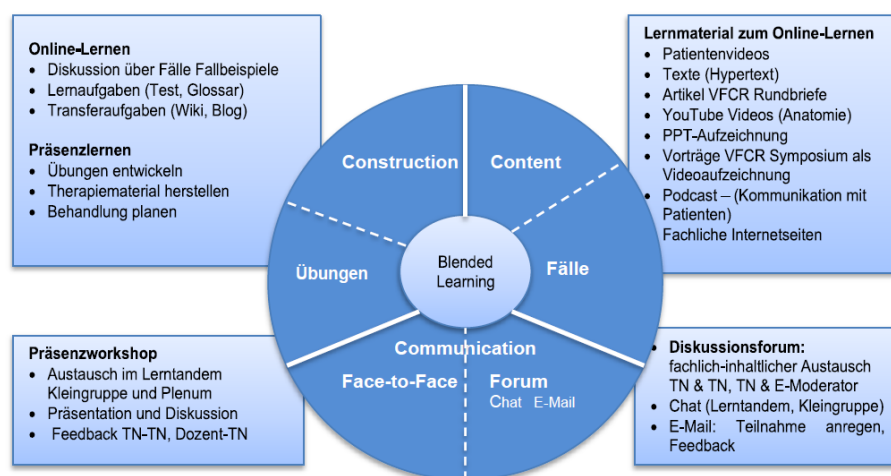 Online-Lernen
• Diskussion über Fälle Fallbeispiele
• Lernaufgaben (Test, Glossar)
• Transferaufgaben (Wiki, Blog)
Präsenzlernen
• Übungen entwickeln
• Therapiematerial herstellen
• Behandlung planen
Lernmaterial zum Online-Lernen
• Patientenvideos
• Texte (Hypertext)
• Artikel VFCR Rundbriefe
• YouTube Videos (Anatomie)
• PPT-Aufzeichnung
• Vorträge VFCR Symposium als
Videoaufzeichnung
• Podcast – (Kommunikation mit
Patienten)
Fachliche Internetseiten
Construction
Content
Übungen
Blended
Learning
Fälle
Communication
Face-to-Face
Forum
Chat E-Mail
Präsenzworkshop
• Austausch im Lerntandem
Kleingruppe und Plenum
• Präsentation und Diskussion
• Feedback TN-TN, Dozent-TN
• Diskussionsforum:
fachlich-inhaltlicher Austausch
TN & TN, TN & E-Moderator
• Chat (Lerntandem, Kleingruppe)
• E-Mail: Teilnahme anregen,
Feedback